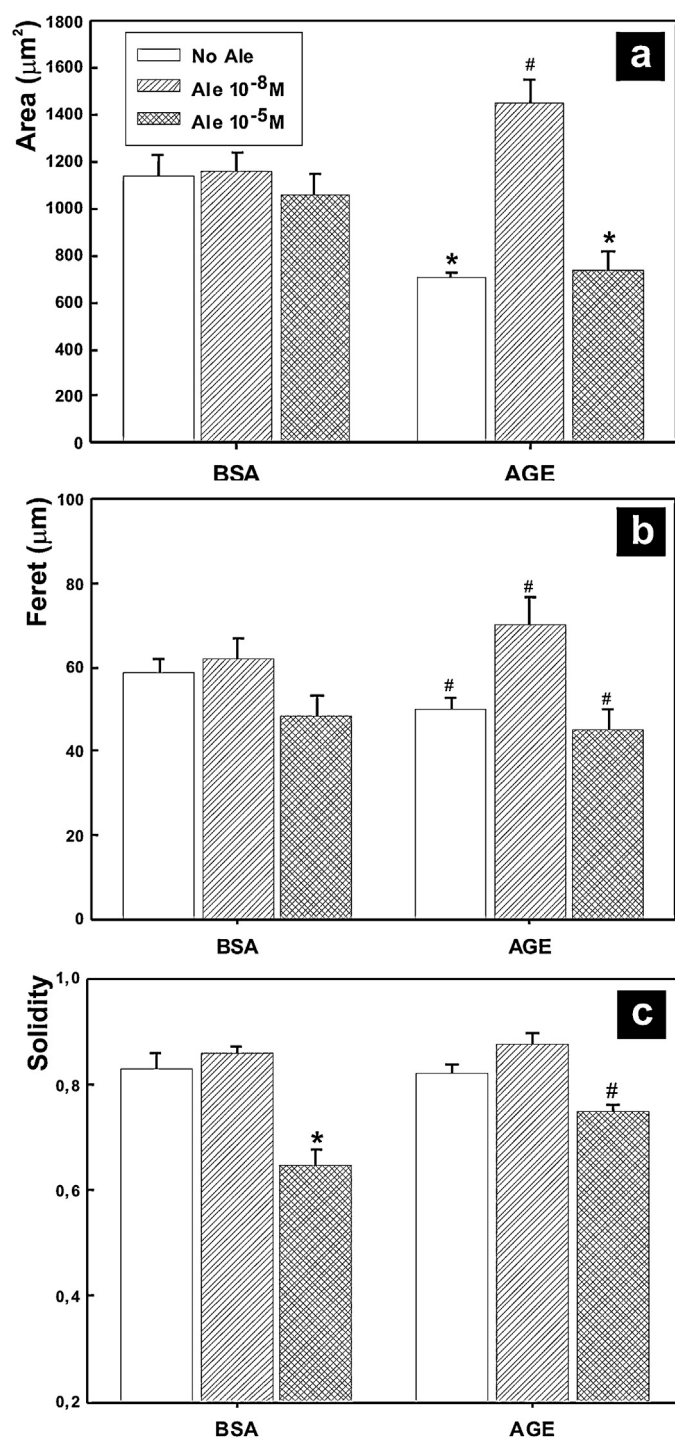 Area (μm²)
1800
1600
1400
1200
1000
800
600
400
200
0
No Ale
Ale 10⁻⁸M
Ale 10⁻⁵M
a
#
*
*
BSA
AGE
Feret (μm)
100
80
60
40
20
0
b
#
#
#
BSA
AGE
Solidity
1,0
0,8
0,6
0,4
0,2
c
*
#
BSA
AGE